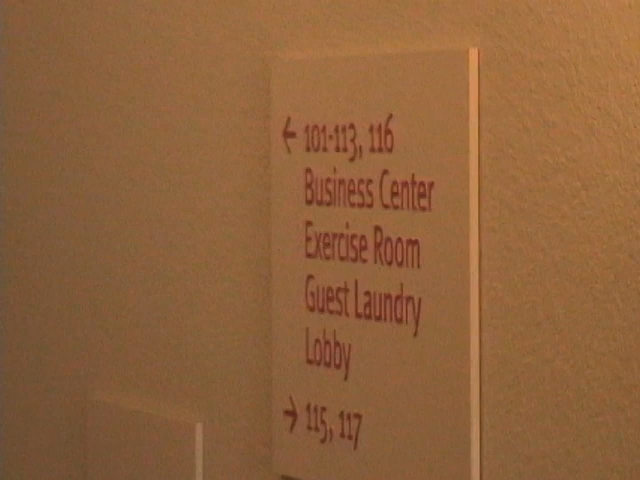 ← 101-113, 116
Business Center
Exercise Room
Guest Laundry
Lobby
→ 115, 117